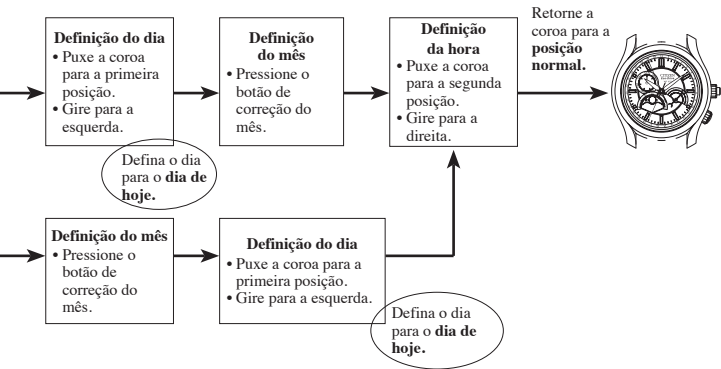 Definição do dia
• Puxe a coroa
para a primeira
posição.
• Gire para a
esquerda.
Defina o dia
para o dia de
hoje.
Definição
do mês
• Pressione o
botão de
correção do
mês.
Definição
da hora
• Puxe a coroa
para a segunda
posição.
• Gire para a
direita.
Retorne a
coroa para a
posição
normal.
Definição do mês
• Pressione o
botão de
correção do
mês.
Definição do dia
• Puxe a coroa para a
primeira posição.
• Gire para a esquerda.
Defina o dia
para o dia de
hoje.